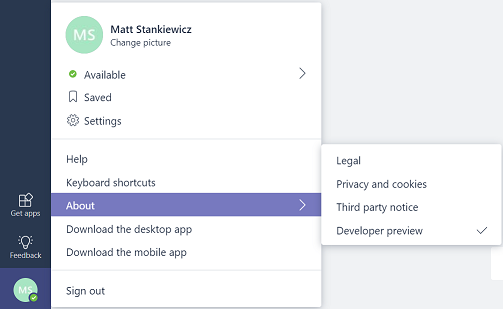 MS
Matt Stankiewicz
Change picture
Available
Saved
Settings
Help
Keyboard shortcuts
About
Download the desktop app
Download the mobile app
Sign out
Legal
Privacy and cookies
Third party notice
Developer preview
Get apps
Feedback
MS